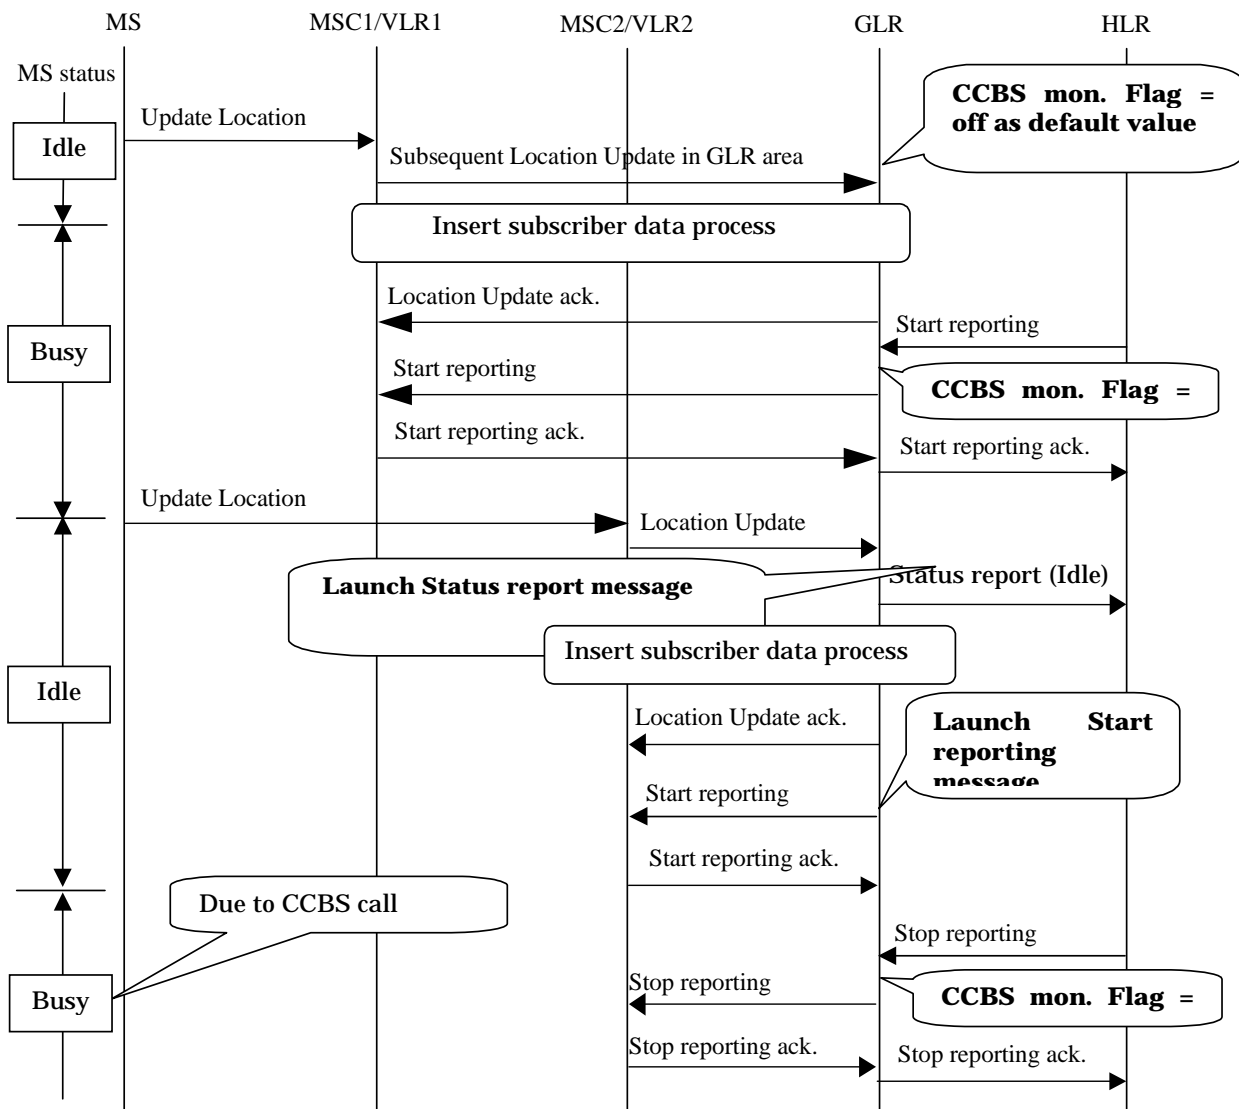 MS
MSC1/VLR1
MSC2/VLR2
GLR
HLR
MS status
CCBS mon. Flag =
off as default value
Update Location
Idle
Subsequent Location Update in GLR area
Insert subscriber data process
Location Update ack.
Start reporting
Busy
Start reporting
CCBS mon. Flag =
Start reporting ack.
Start reporting ack.
Update Location
Location Update
Launch Status report message
Status report (Idle)
Insert subscriber data process
Idle
Location Update ack.
Launch Start
reporting
message
Start reporting
Start reporting ack.
Due to CCBS call
Stop reporting
Busy
Stop reporting
CCBS mon. Flag =
Stop reporting ack.
Stop reporting ack.